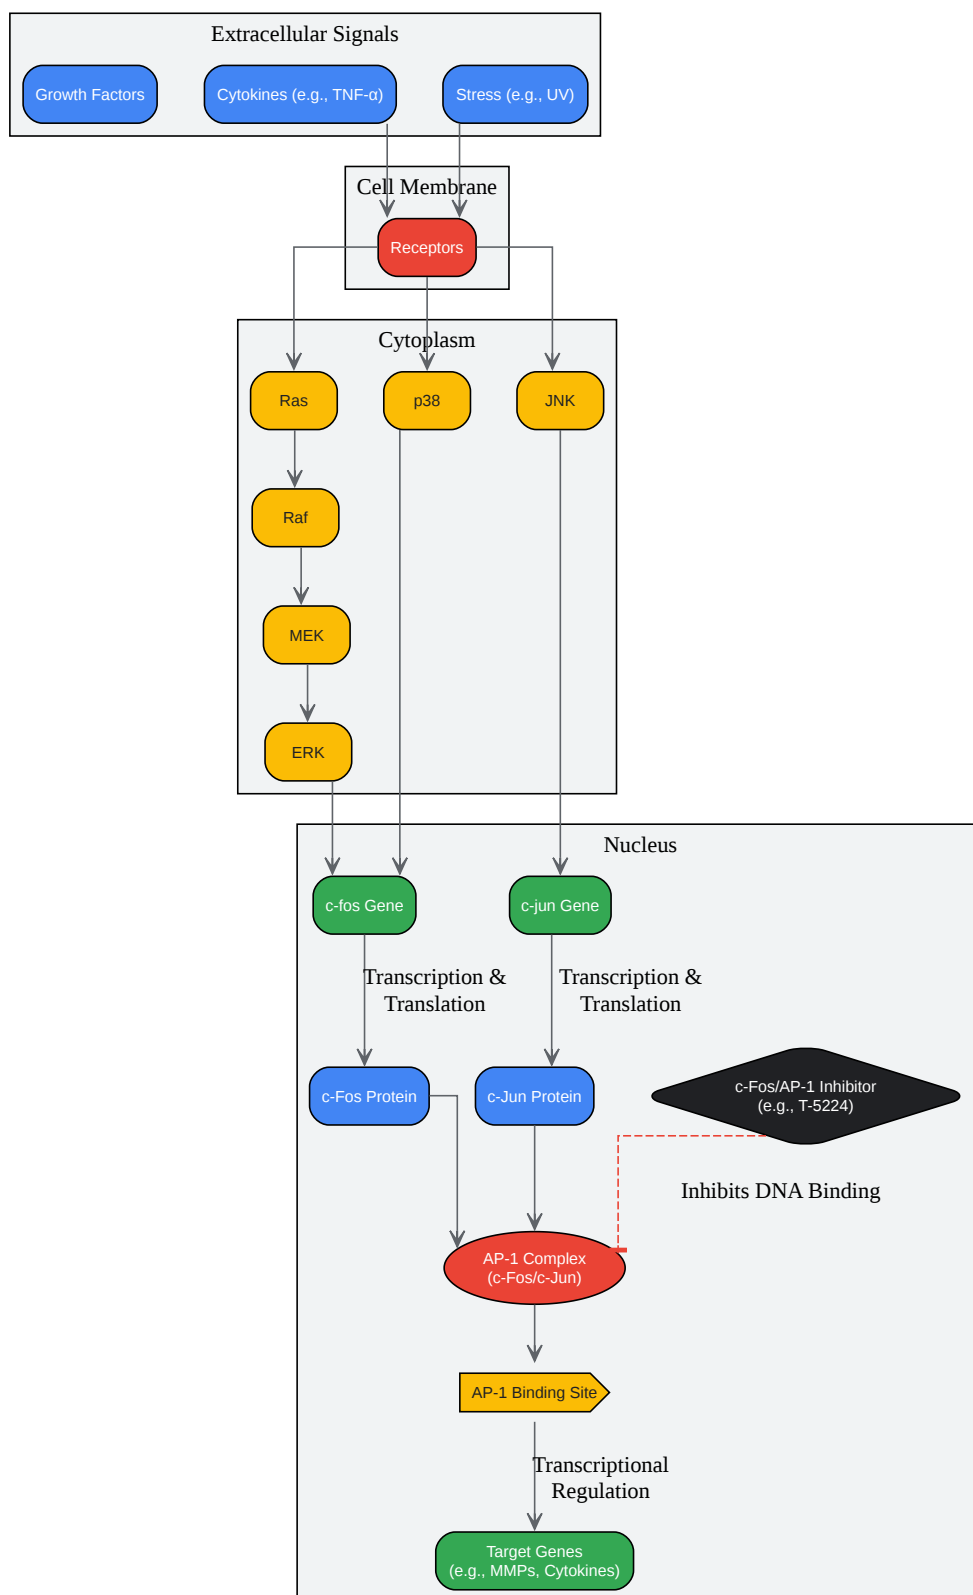 Extracellular Signals
Growth Factors
Cytokines (e.g., TNF-α)
Stress (e.g., UV)
Cell Membrane
Receptors
Cytoplasm
Ras
p38
JNK
Raf
MEK
ERK
Nucleus
c-fos Gene
c-jun Gene
Transcription &
Translation
Transcription &
Translation
c-Fos Protein
c-Jun Protein
c-Fos/AP-1 Inhibitor
(e.g., T-5224)
Inhibits DNA Binding
AP-1 Complex
(c-Fos/c-Jun)
AP-1 Binding Site
Transcriptional
Regulation
Target Genes
(e.g., MMPs, Cytokines)